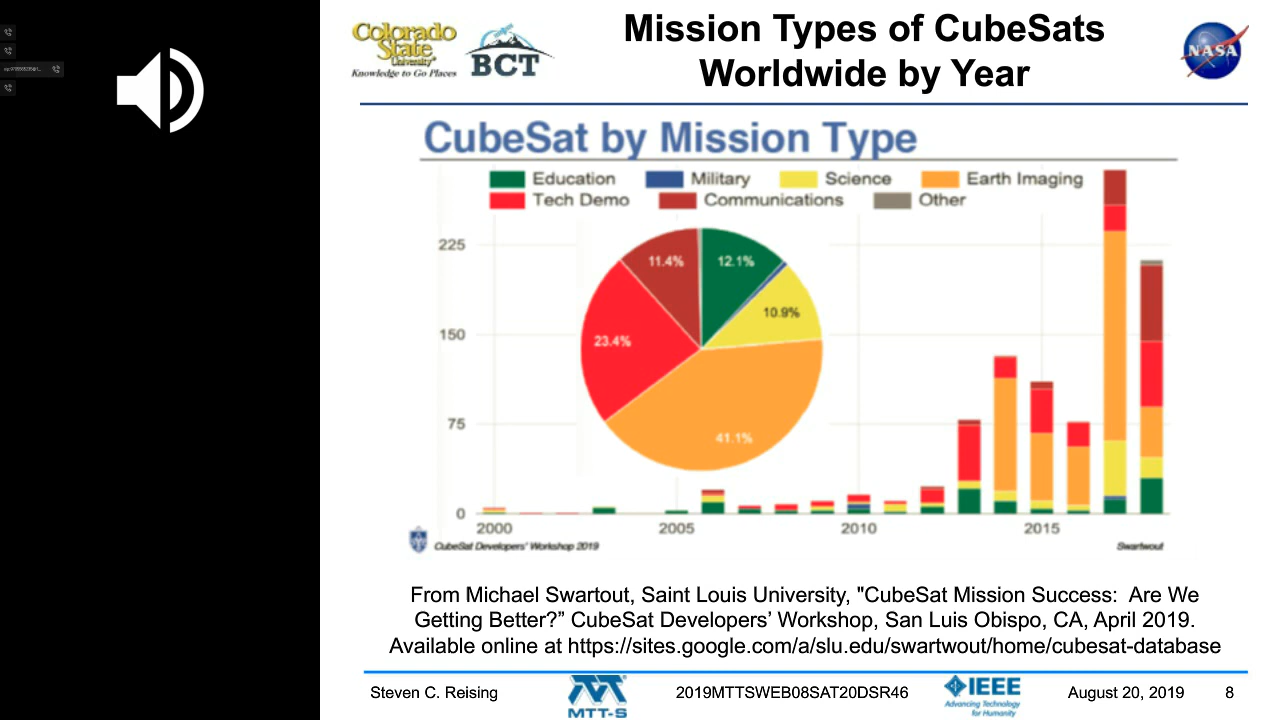 Colorado
State
University
Knowledge to Go Places
BCT
Mission Types of CubeSats
Worldwide by Year
NASA
CubeSat by Mission Type
Education
Military
Science
Earth Imaging
Tech Demo
Communications
Other
225
150
75
0
11.4%
12.1%
10.9%
23.4%
41.1%
2000
2005
2010
2015
CubeSat Developers' Workshop 2019
Swartwout
From Michael Swartout, Saint Louis University, "CubeSat Mission Success: Are We
Getting Better?” CubeSat Developers’ Workshop, San Luis Obispo, CA, April 2019.
Available online at https://sites.google.com/a/slu.edu/swartwout/home/cubesat-database
Steven C. Reising
MTT-S
2019MTTSWEB08SAT20DSR46
IEEE
Advancing Technology
for Humanity
August 20, 2019
8